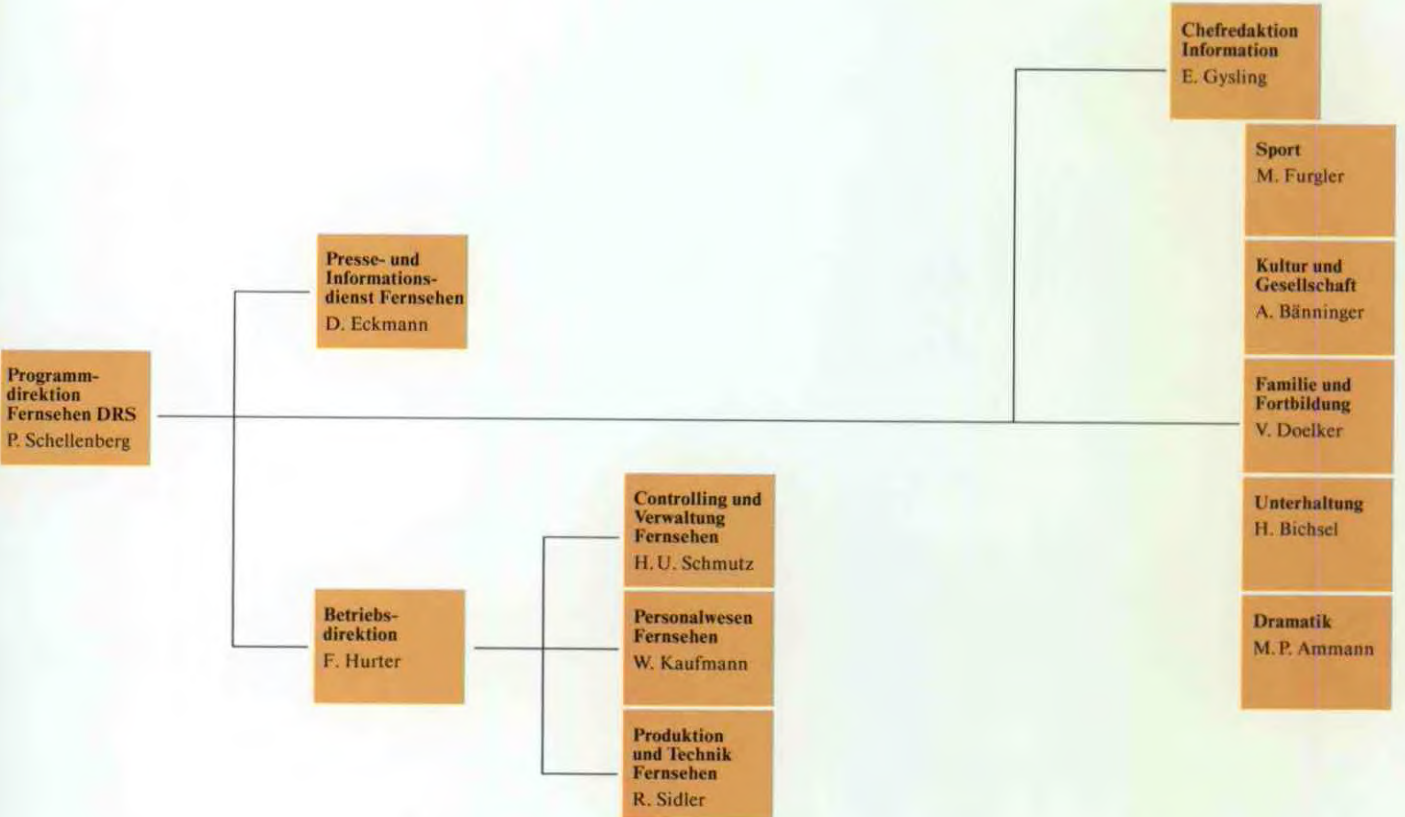 Programm-
direktion
Fernsehen DRS
P. Schellenberg
Presse- und
Informations-
dienst Fernsehen
D. Eckmann
Betriebs-
direktion
F. Hurter
Controlling und
Verwaltung
Fernsehen
H. U. Schmutz
Personalwesen
Fernsehen
W. Kaufmann
Produktion
und Technik
Fernsehen
R. Sidler
Chefredaktion
Information
E. Gysling
Sport
M. Furgler
Kultur und
Gesellschaft
A. Bänninger
Familie und
Fortbildung
V. Doelker
Unterhaltung
H. Bichsel
Dramatik
M. P. Ammann